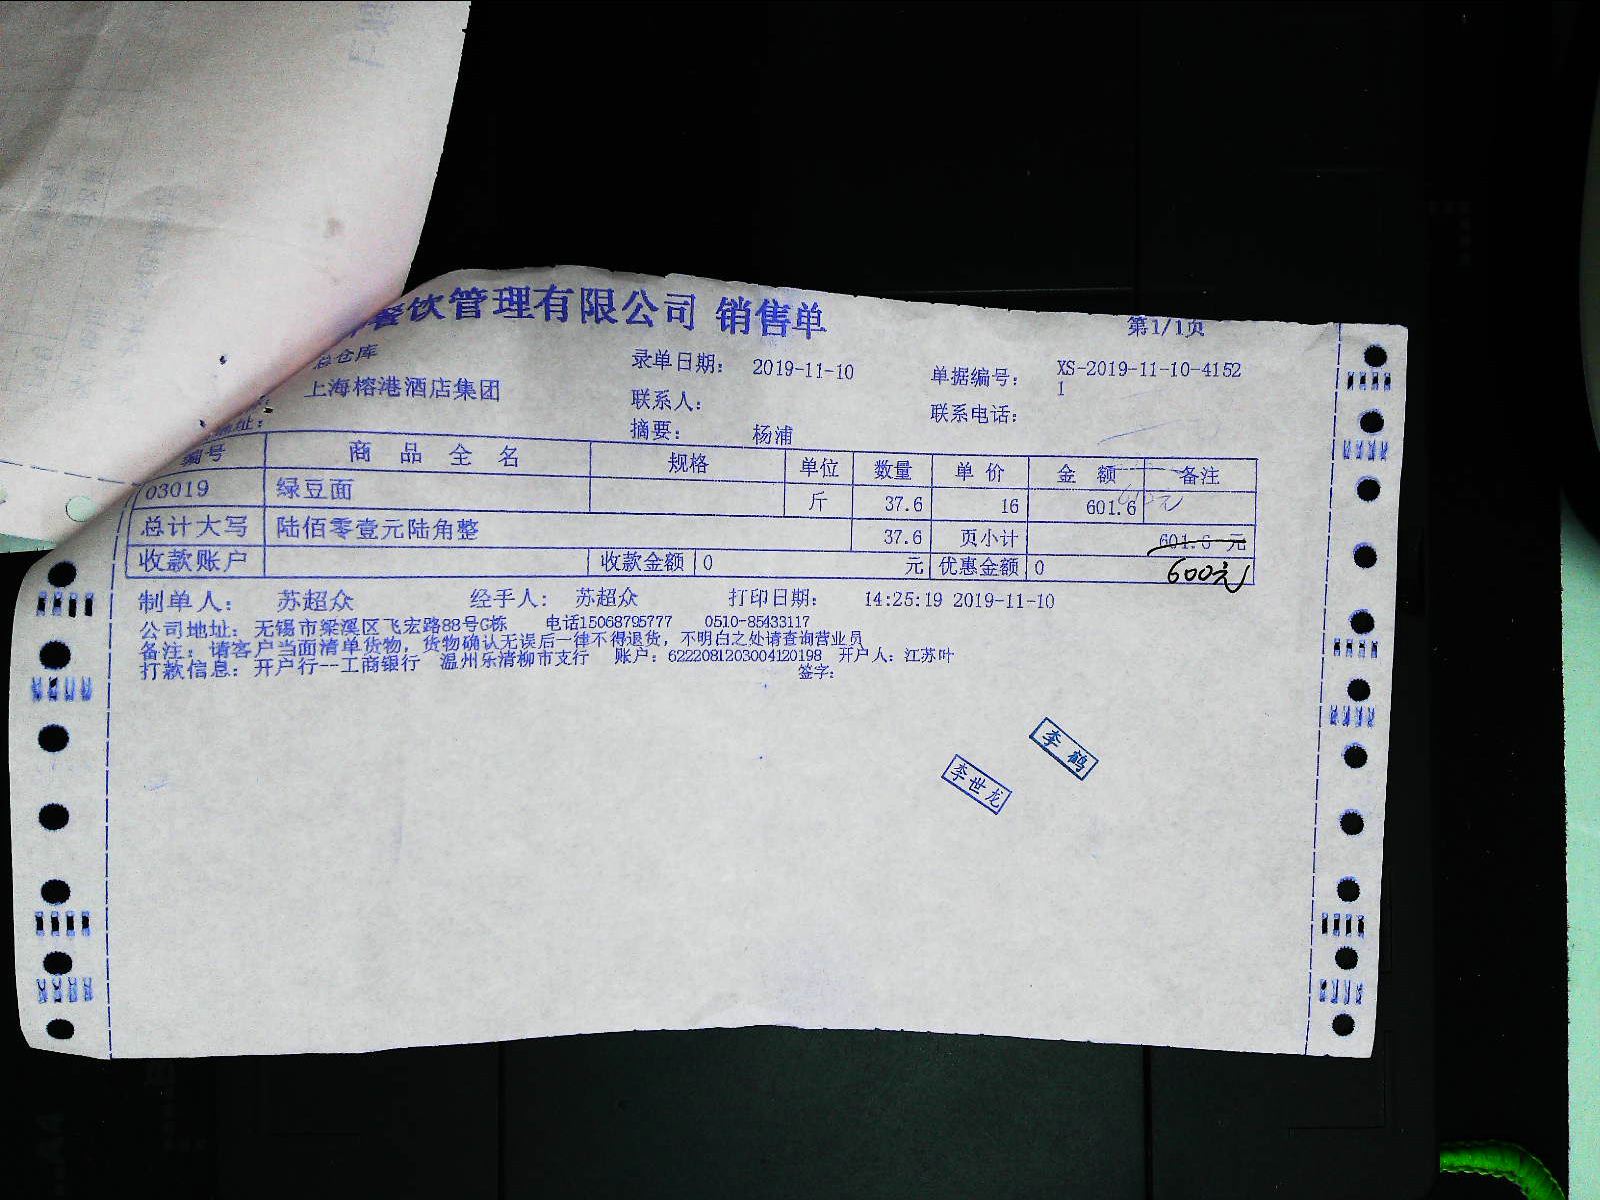 餐饮管理有限公司 销售单
第1/1页
总仓库 录单日期: 2019-11-10 单据编号: XS-2019-11-10-4152
1
上海榕港酒店集团 联系人: 联系电话:
地址: 摘要: 杨浦
编号 商品全名 规格 单位 数量 单价 金额 备注
03019 绿豆面 斤 37.6 16 601.6
总计大写 陆佰零壹元陆角整 37.6 页小计 601.6 元
收款账户 收款金额 0 元 优惠金额 0 600元
制单人: 苏超众 经手人: 苏超众 打印日期: 14:25:19 2019-11-10
公司地址: 无锡市梁溪区飞宏路88号G栋 电话15068795777 0510-85433117
备注: 请客户当面清单货物, 货物确认无误后一律不得退货, 不明白之处请查询营业员
打款信息: 开户行--工商银行 温州乐清柳市支行 账户: 6222081203004120198 开户人: 江苏叶
签字:
李鹤
李世龙